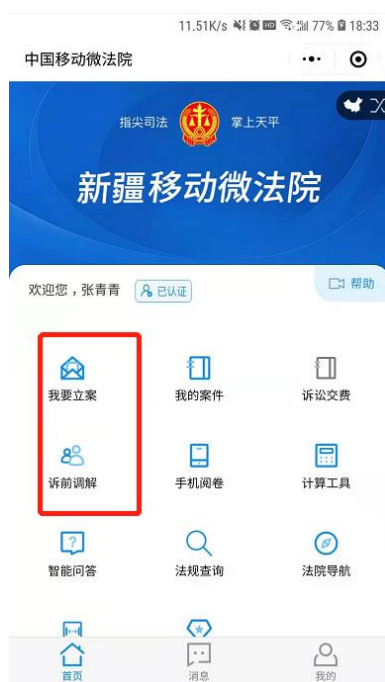 11.51K/s HD 77% 18:33
中国移动微法院
指尖司法 掌上天平
新疆移动微法院
欢迎您，张青青 已认证 帮助
我要立案 我的案件 诉讼交费
诉前调解 手机阅卷 计算工具
智能问答 法规查询 法院导航
首页 消息 我的